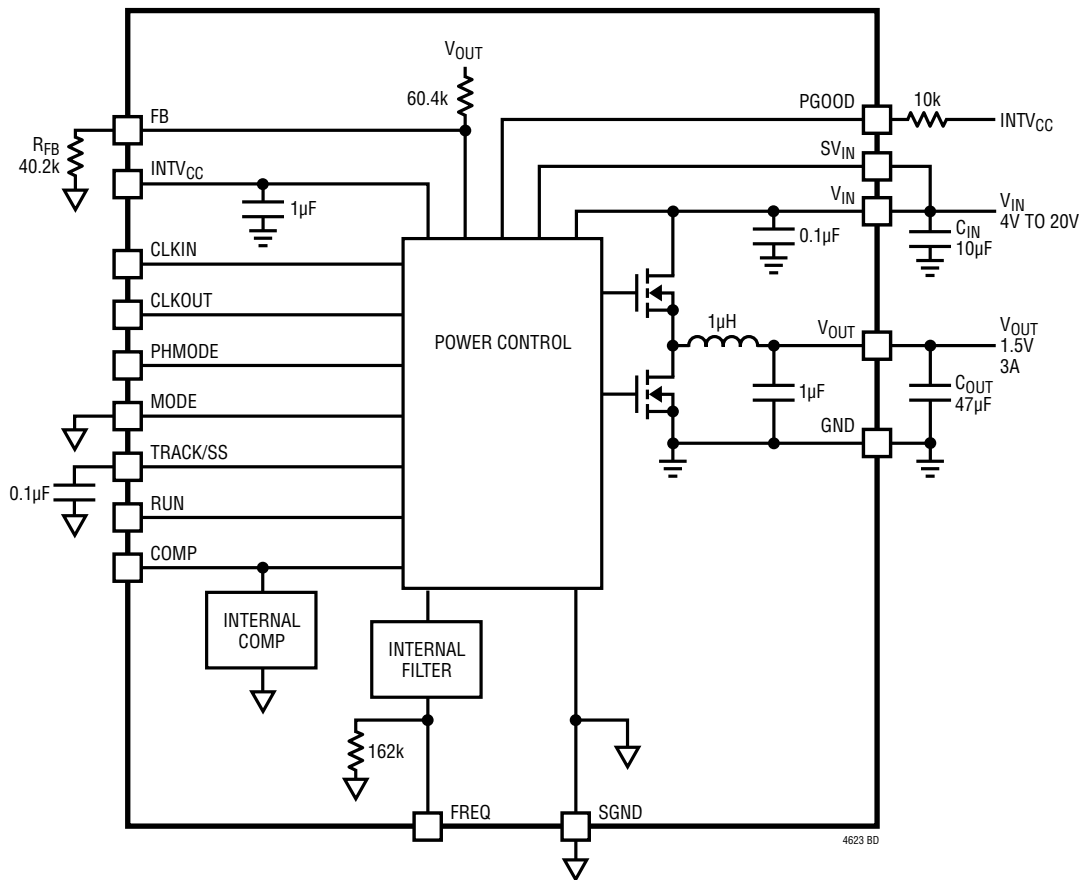 VOUT
60.4k
FB
RFB
40.2k
INTVCC
1µF
CLKIN
CLKOUT
PHMODE
MODE
TRACK/SS
0.1µF
RUN
COMP
INTERNAL
COMP
INTERNAL
FILTER
162k
FREQ
SGND
POWER CONTROL
PGOOD
10k
INTVCC
SVIN
VIN
0.1µF
VIN
4V TO 20V
CIN
10µF
1µH
VOUT
1µF
VOUT
1.5V
3A
COUT
47µF
GND
4623 BD